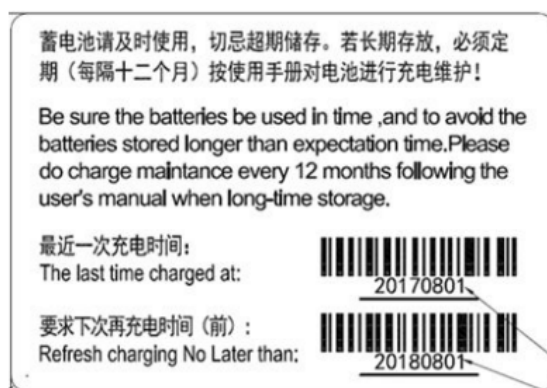 蓄电池请及时使用，切忌超期储存。若长期存放，必须定
期（每隔十二个月）按使用手册对电池进行充电维护！
Be sure the batteries be used in time ,and to avoid the
batteries stored longer than expectation time.Please
do charge maintance every 12 months following the
user's manual when long-time storage.
最近一次充电时间：
The last time charged at:
20170801
要求下次再充电时间（前）：
Refresh charging No Later than:
20180801